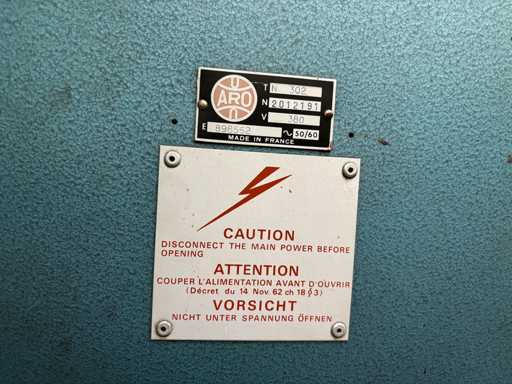 ARO
T N 302
N 2012191
V 380
E 898562 ~ 50/60
MADE IN FRANCE
CAUTION
DISCONNECT THE MAIN POWER BEFORE
OPENING
ATTENTION
COUPER L'ALIMENTATION AVANT D'OUVRIR
(Décret du 14 Nov. 62 ch 18 § 3)
VORSICHT
NICHT UNTER SPANNUNG ÖFFNEN